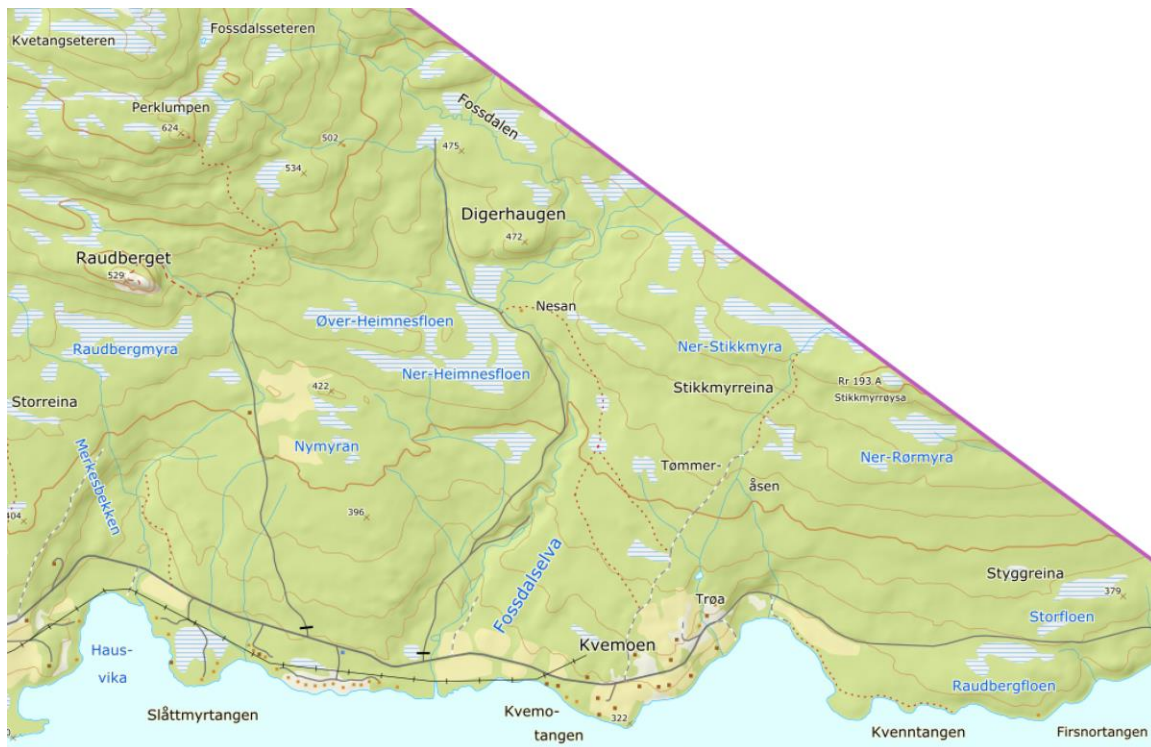 Fossdalsseteren
Kvetangseteren
Perklumpen
624
Fossdalen
502
475
534
Digerhaugen
472
Raudberget
529
Nesan
Øver-Heimnesfloen
Raudbergmyra
Ner-Stikkmyra
Ner-Heimnesfloen
Rr 193 A
Stikkmyrrøysa
422
Stikkmyrreina
Storreina
Nymyran
Merkesbekken
Ner-Rørmyra
Tømmer-
åsen
404
396
Fossdalselva
Styggreina
379
Trøa
Storfloen
Kvemoen
Haus-
vika
Raudbergfloen
Slåttmyrtangen
Kvemo-
tangen
322
Kvenntangen
Firsnortangen